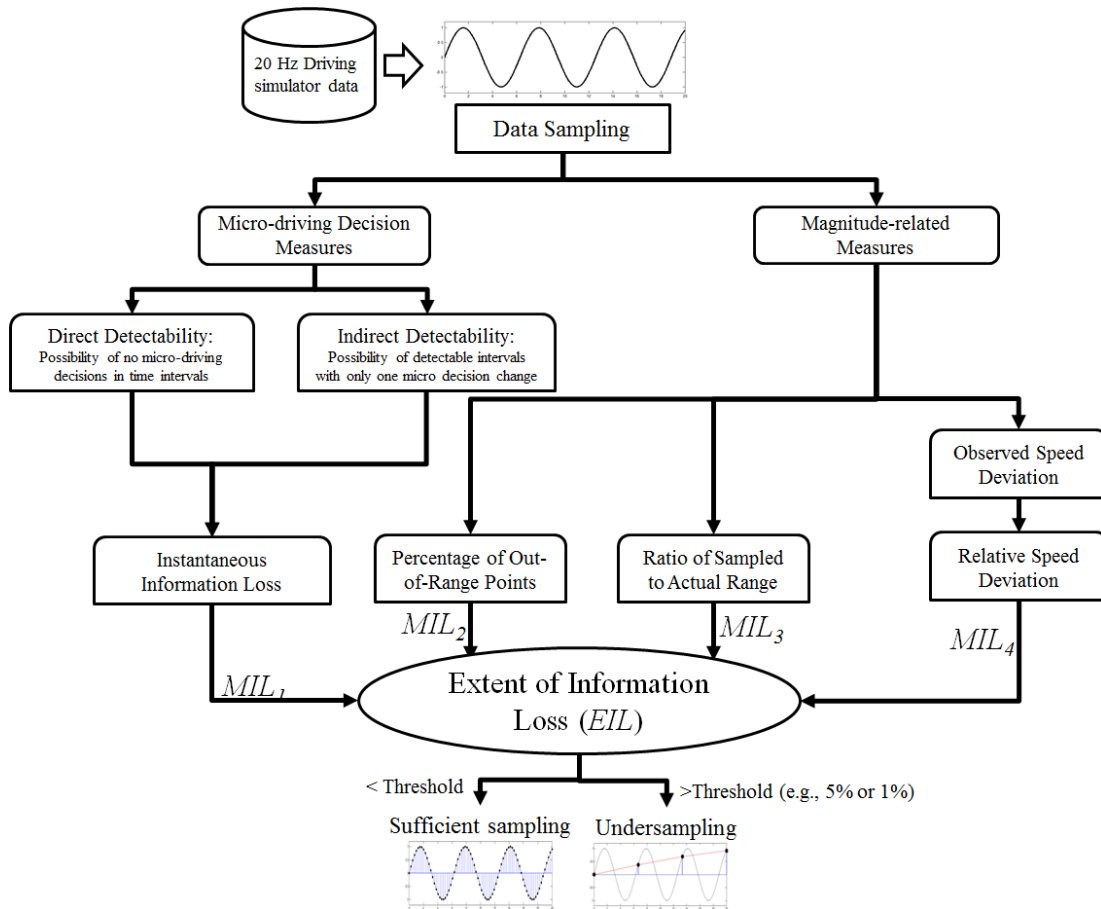 20 Hz Driving
simulator data
Data Sampling
Micro-driving Decision
Measures
Magnitude-related
Measures
Direct Detectability:
Possibility of no micro-driving
decisions in time intervals
Indirect Detectability:
Possibility of detectable intervals
with only one micro decision change
Observed Speed
Deviation
Instantaneous
Information Loss
Percentage of Out-
of-Range Points
Ratio of Sampled
to Actual Range
Relative Speed
Deviation
MIL1
MIL2
MIL3
MIL4
Extent of Information
Loss (EIL)
< Threshold
>Threshold (e.g., 5% or 1%)
Sufficient sampling
Undersampling